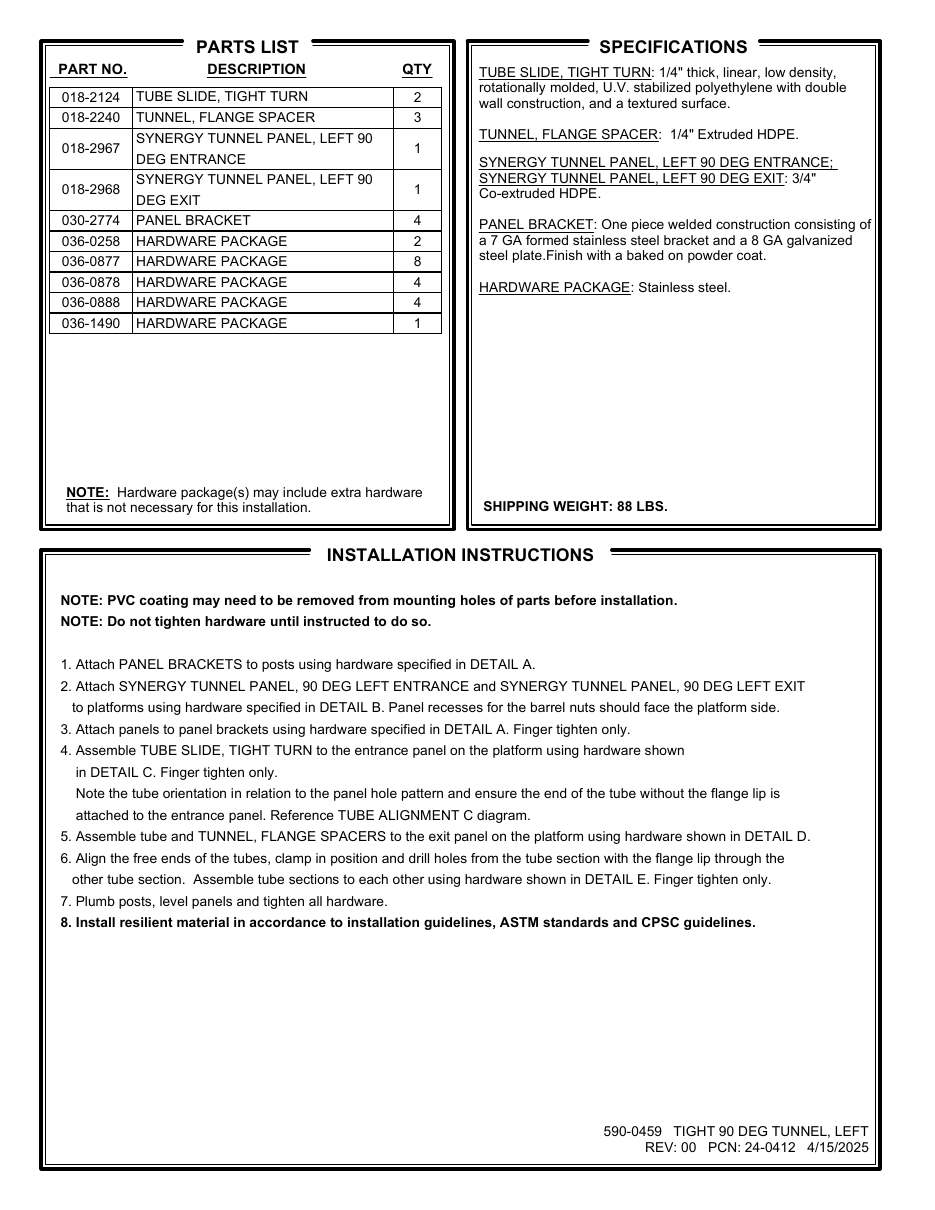 PARTS LIST
PART NO. DESCRIPTION QTY
018-2124 TUBE SLIDE, TIGHT TURN 2
018-2240 TUNNEL, FLANGE SPACER 3
018-2967 SYNERGY TUNNEL PANEL, LEFT 90
DEG ENTRANCE 1
018-2968 SYNERGY TUNNEL PANEL, LEFT 90
DEG EXIT 1
030-2774 PANEL BRACKET 4
036-0258 HARDWARE PACKAGE 2
036-0877 HARDWARE PACKAGE 8
036-0878 HARDWARE PACKAGE 4
036-0888 HARDWARE PACKAGE 4
036-1490 HARDWARE PACKAGE 1
NOTE: Hardware package(s) may include extra hardware
that is not necessary for this installation.
SPECIFICATIONS
TUBE SLIDE, TIGHT TURN: 1/4" thick, linear, low density,
rotationally molded, U.V. stabilized polyethylene with double
wall construction, and a textured surface.
TUNNEL, FLANGE SPACER: 1/4" Extruded HDPE.
SYNERGY TUNNEL PANEL, LEFT 90 DEG ENTRANCE;
SYNERGY TUNNEL PANEL, LEFT 90 DEG EXIT: 3/4"
Co-extruded HDPE.
PANEL BRACKET: One piece welded construction consisting of
a 7 GA formed stainless steel bracket and a 8 GA galvanized
steel plate.Finish with a baked on powder coat.
HARDWARE PACKAGE: Stainless steel.
SHIPPING WEIGHT: 88 LBS.
INSTALLATION INSTRUCTIONS
NOTE: PVC coating may need to be removed from mounting holes of parts before installation.
NOTE: Do not tighten hardware until instructed to do so.
1. Attach PANEL BRACKETS to posts using hardware specified in DETAIL A.
2. Attach SYNERGY TUNNEL PANEL, 90 DEG LEFT ENTRANCE and SYNERGY TUNNEL PANEL, 90 DEG LEFT EXIT
to platforms using hardware specified in DETAIL B. Panel recesses for the barrel nuts should face the platform side.
3. Attach panels to panel brackets using hardware specified in DETAIL A. Finger tighten only.
4. Assemble TUBE SLIDE, TIGHT TURN to the entrance panel on the platform using hardware shown
in DETAIL C. Finger tighten only.
Note the tube orientation in relation to the panel hole pattern and ensure the end of the tube without the flange lip is
attached to the entrance panel. Reference TUBE ALIGNMENT C diagram.
5. Assemble tube and TUNNEL, FLANGE SPACERS to the exit panel on the platform using hardware shown in DETAIL D.
6. Align the free ends of the tubes, clamp in position and drill holes from the tube section with the flange lip through the
other tube section. Assemble tube sections to each other using hardware shown in DETAIL E. Finger tighten only.
7. Plumb posts, level panels and tighten all hardware.
8. Install resilient material in accordance to installation guidelines, ASTM standards and CPSC guidelines.
590-0459 TIGHT 90 DEG TUNNEL, LEFT
REV: 00 PCN: 24-0412 4/15/2025